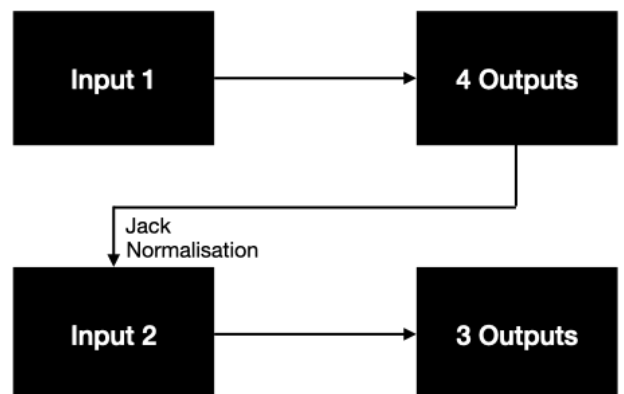 Input 1
4 Outputs
Jack
Normalisation
Input 2
3 Outputs